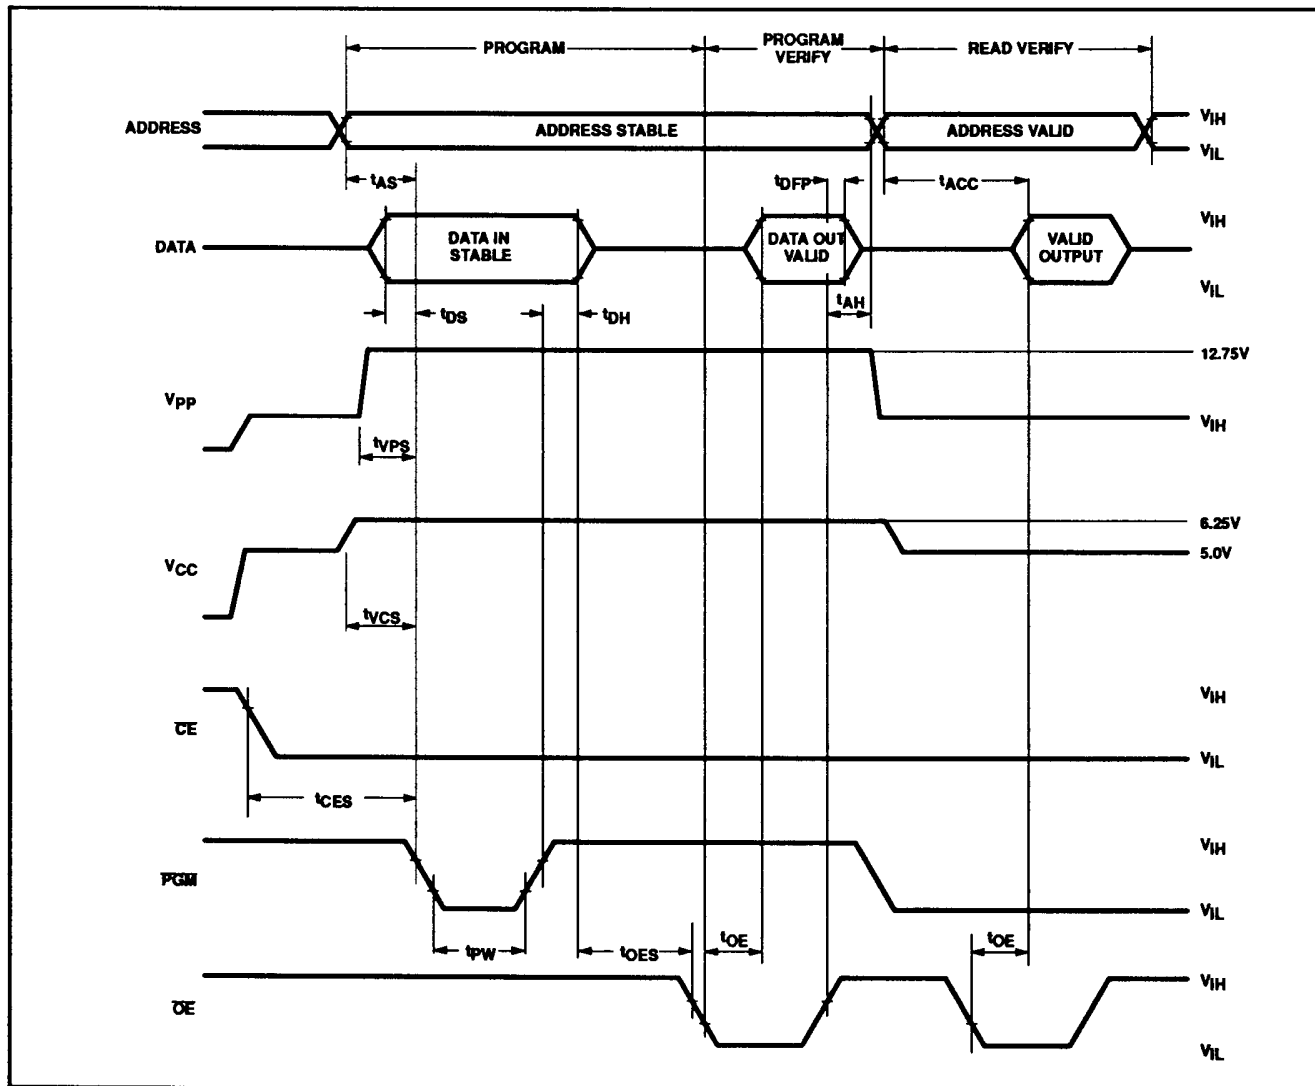 PROGRAM
PROGRAM
VERIFY
READ VERIFY
ADDRESS
ADDRESS STABLE
ADDRESS VALID
VIH
VIL
tAS
tDFP
tACC
DATA
DATA IN
STABLE
DATA OUT
VALID
VALID
OUTPUT
VIH
VIL
tDS
tDH
tAH
12.75V
VPP
VIH
tVPS
6.25V
5.0V
VCC
tVCS
VIH
CE
VIL
tCES
VIH
PGM
VIL
tPW
tOES
tOE
tOE
VIH
OE
VIL